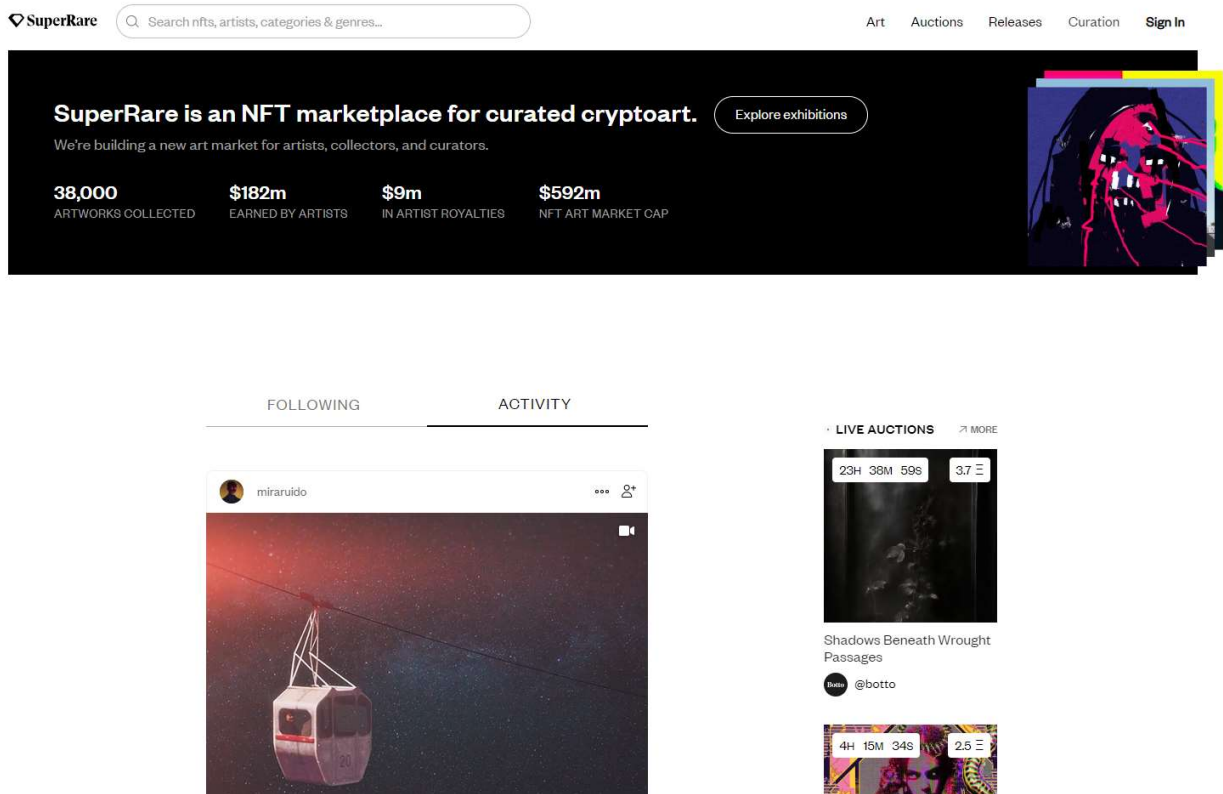 SuperRare
Search nfts, artists, categories & genres...
Art
Auctions
Releases
Curation
Sign In
SuperRare is an NFT marketplace for curated cryptoart.
Explore exhibitions
We're building a new art market for artists, collectors, and curators.
38,000
ARTWORKS COLLECTED
$182m
EARNED BY ARTISTS
$9m
IN ARTIST ROYALTIES
$592m
NFT ART MARKET CAP
FOLLOWING
ACTIVITY
miraruido
20
· LIVE AUCTIONS
MORE
23H 38M 59S
3.7 Ξ
Shadows Beneath Wrought
Passages
Botto
@botto
4H 15M 34S
2.5 Ξ